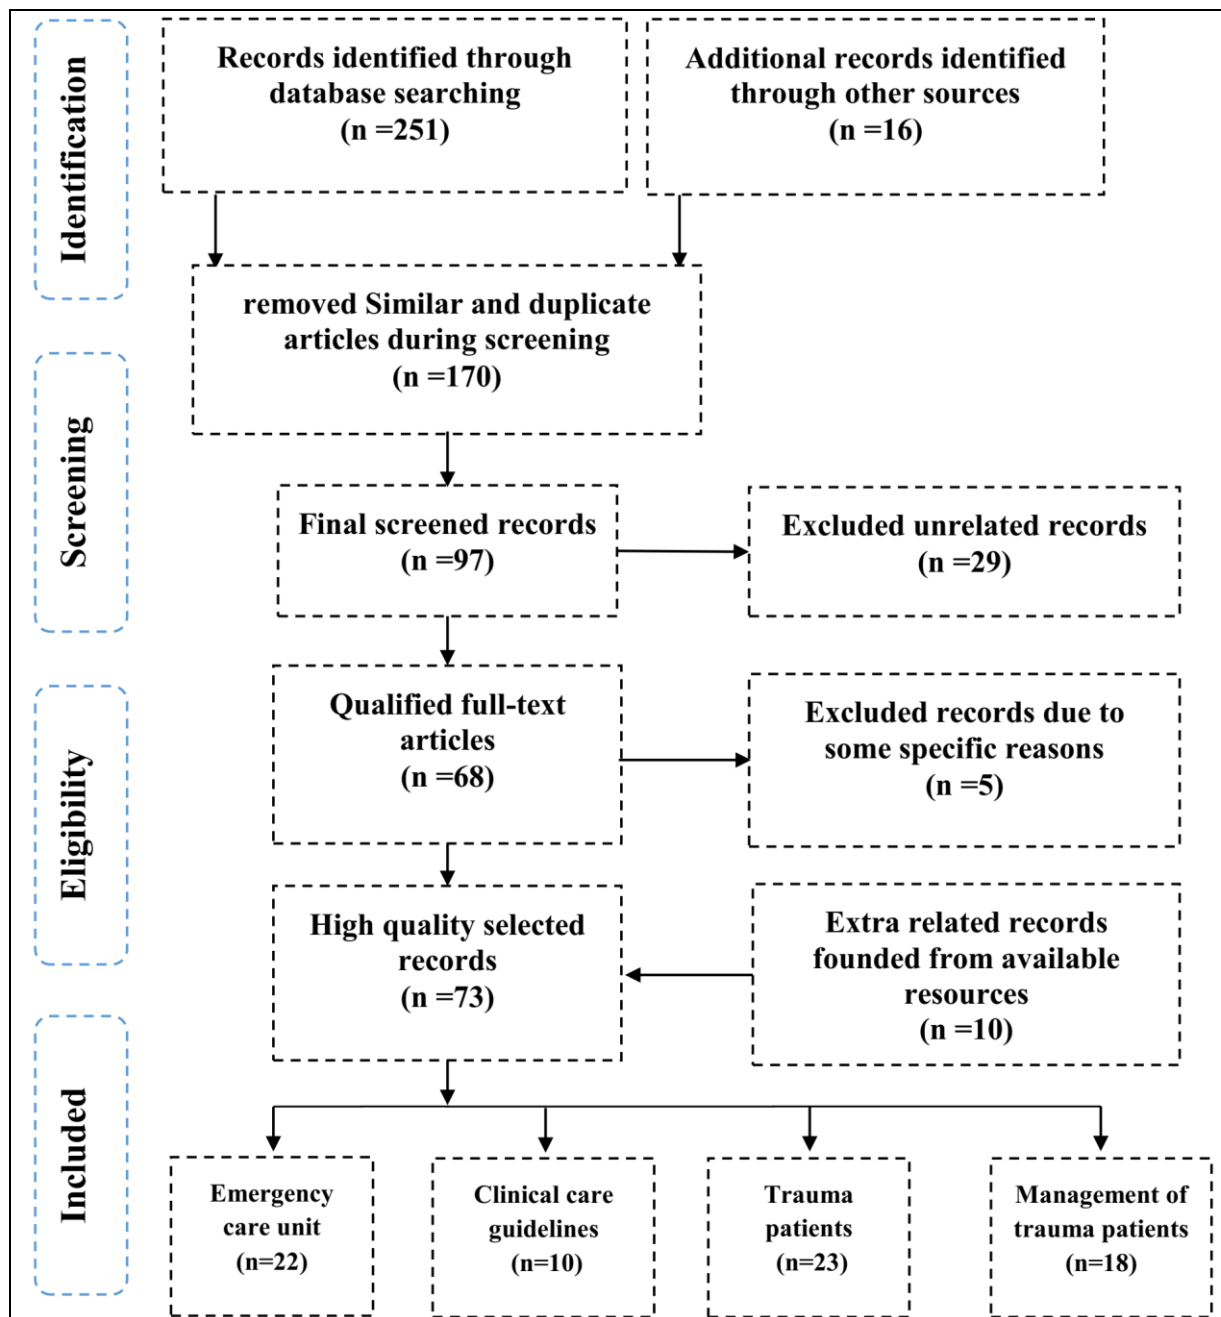 Identification
Records identified through
database searching
(n =251)
Additional records identified
through other sources
(n =16)
removed Similar and duplicate
articles during screening
(n =170)
Screening
Final screened records
(n =97)
Excluded unrelated records
(n =29)
Eligibility
Qualified full-text
articles
(n =68)
Excluded records due to
some specific reasons
(n =5)
High quality selected
records
(n =73)
Extra related records
founded from available
resources
(n =10)
Included
Emergency
care unit
(n=22)
Clinical care
guidelines
(n=10)
Trauma
patients
(n=23)
Management of
trauma patients
(n=18)